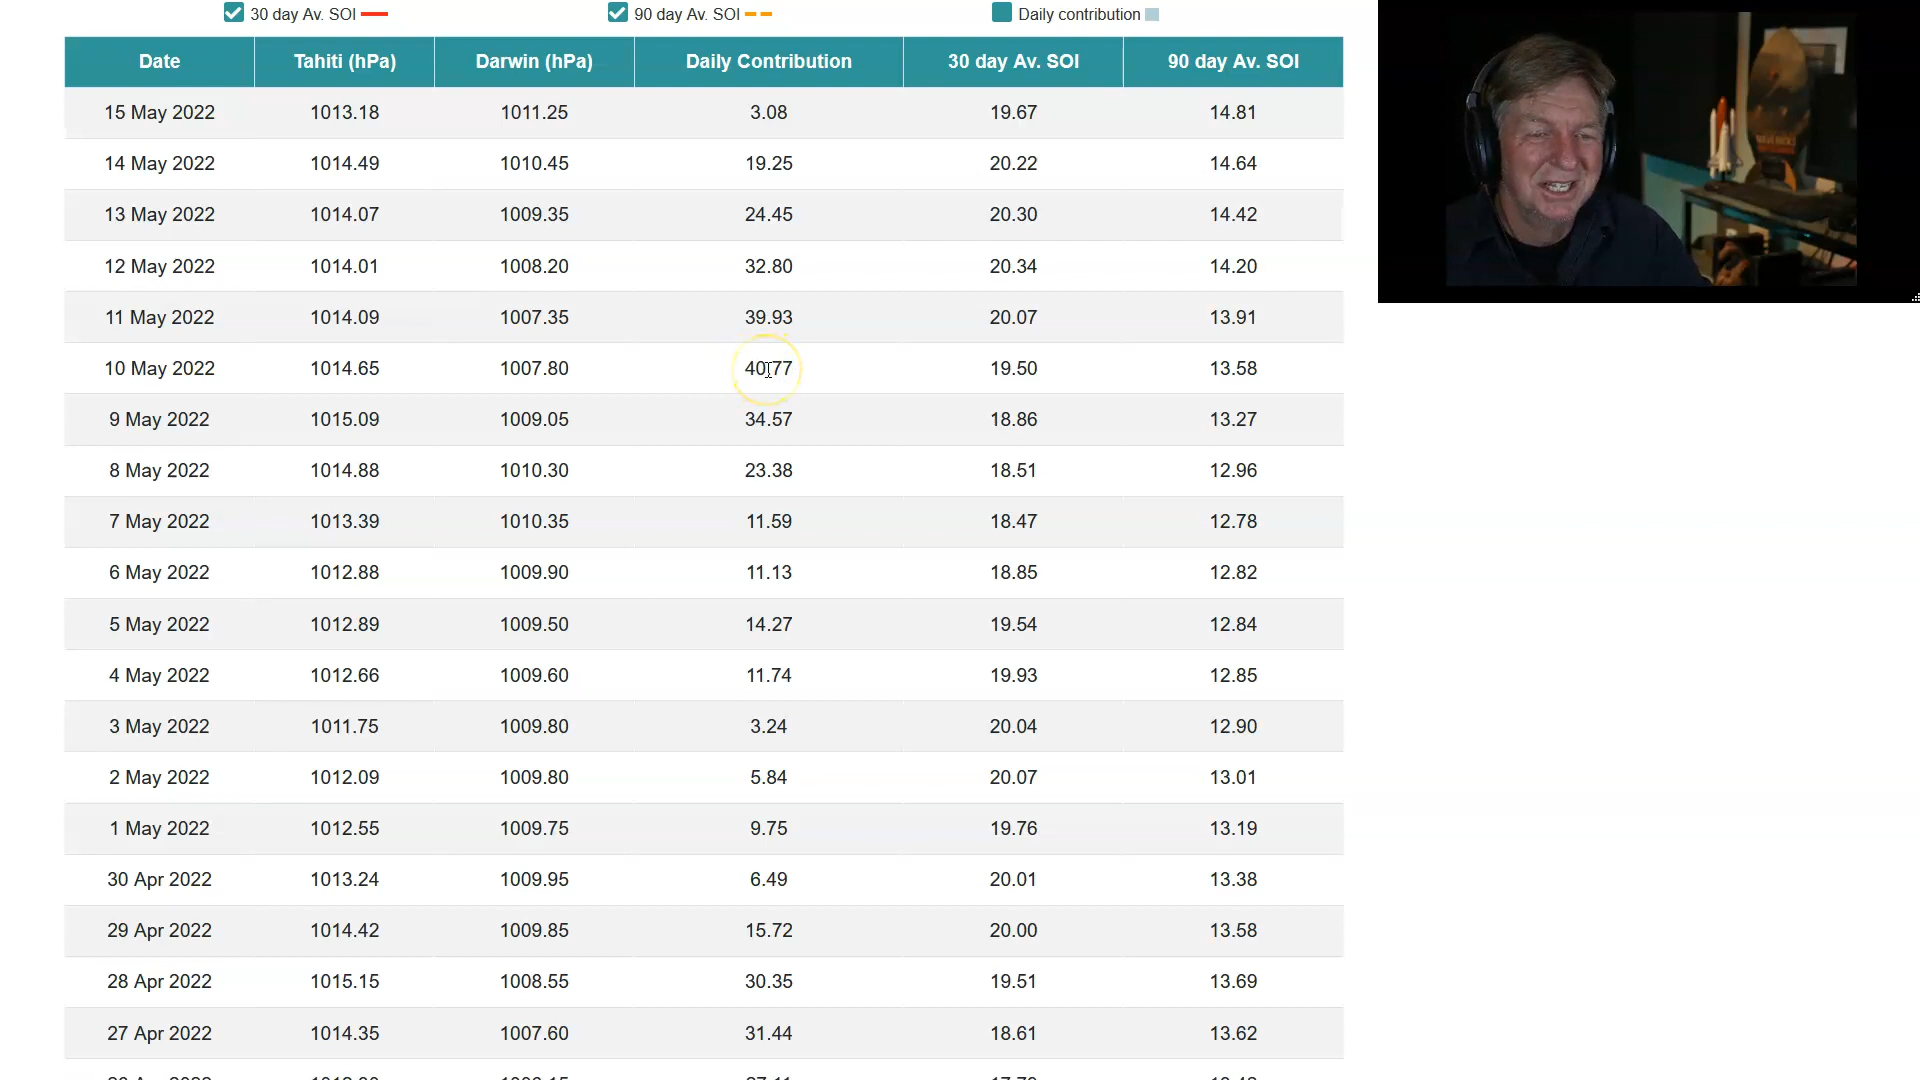 30 day Av. SOI 90 day Av. SOI Daily contribution
Date Tahiti (hPa) Darwin (hPa) Daily Contribution 30 day Av. SOI 90 day Av. SOI
15 May 2022 1013.18 1011.25 3.08 19.67 14.81
14 May 2022 1014.49 1010.45 19.25 20.22 14.64
13 May 2022 1014.07 1009.35 24.45 20.30 14.42
12 May 2022 1014.01 1008.20 32.80 20.34 14.20
11 May 2022 1014.09 1007.35 39.93 20.07 13.91
10 May 2022 1014.65 1007.80 40.77 19.50 13.58
9 May 2022 1015.09 1009.05 34.57 18.86 13.27
8 May 2022 1014.88 1010.30 23.38 18.51 12.96
7 May 2022 1013.39 1010.35 11.59 18.47 12.78
6 May 2022 1012.88 1009.90 11.13 18.85 12.82
5 May 2022 1012.89 1009.50 14.27 19.54 12.84
4 May 2022 1012.66 1009.60 11.74 19.93 12.85
3 May 2022 1011.75 1009.80 3.24 20.04 12.90
2 May 2022 1012.09 1009.80 5.84 20.07 13.01
1 May 2022 1012.55 1009.75 9.75 19.76 13.19
30 Apr 2022 1013.24 1009.95 6.49 20.01 13.38
29 Apr 2022 1014.42 1009.85 15.72 20.00 13.58
28 Apr 2022 1015.15 1008.55 30.35 19.51 13.69
27 Apr 2022 1014.35 1007.60 31.44 18.61 13.62